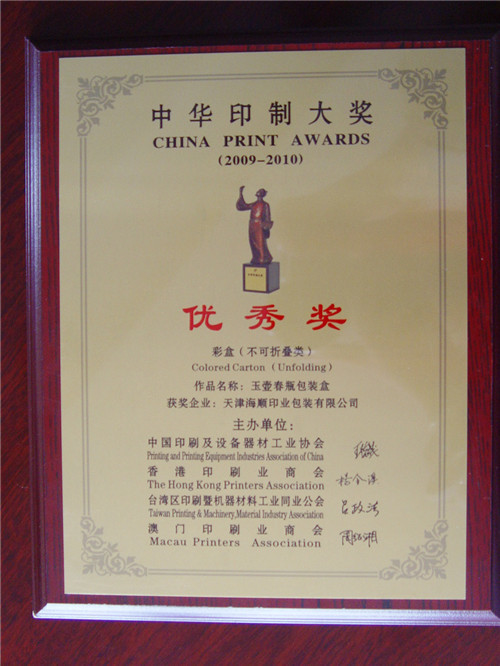 中华印制大奖
CHINA PRINT AWARDS
(2009-2010)
优秀奖
彩盒（不可折叠类）
Colored Carton (Unfolding)
作品名称：玉壶春瓶包装盒
获奖企业：天津海顺印业包装有限公司
主办单位：
中国印刷及设备器材工业协会
Printing and Printing Equipment Industries Association of China
香港印刷业商会
The Hong Kong Printers Association
台湾区印刷暨机器材料工业同业公会
Taiwan Printing & Machinery,Material Industry Association
澳门印刷业商会
Macau Printers Association